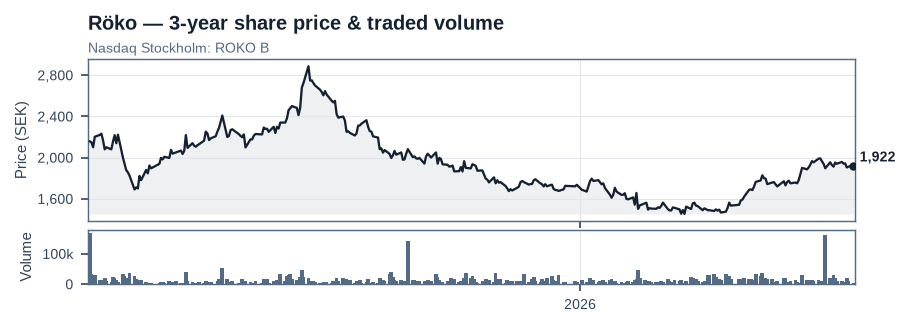 Röko — 3-year share price & traded volume
Nasdaq Stockholm: ROKO B
Price (SEK)
2,800
2,400
2,000
1,600
1,922
Volume
100k
0
2026